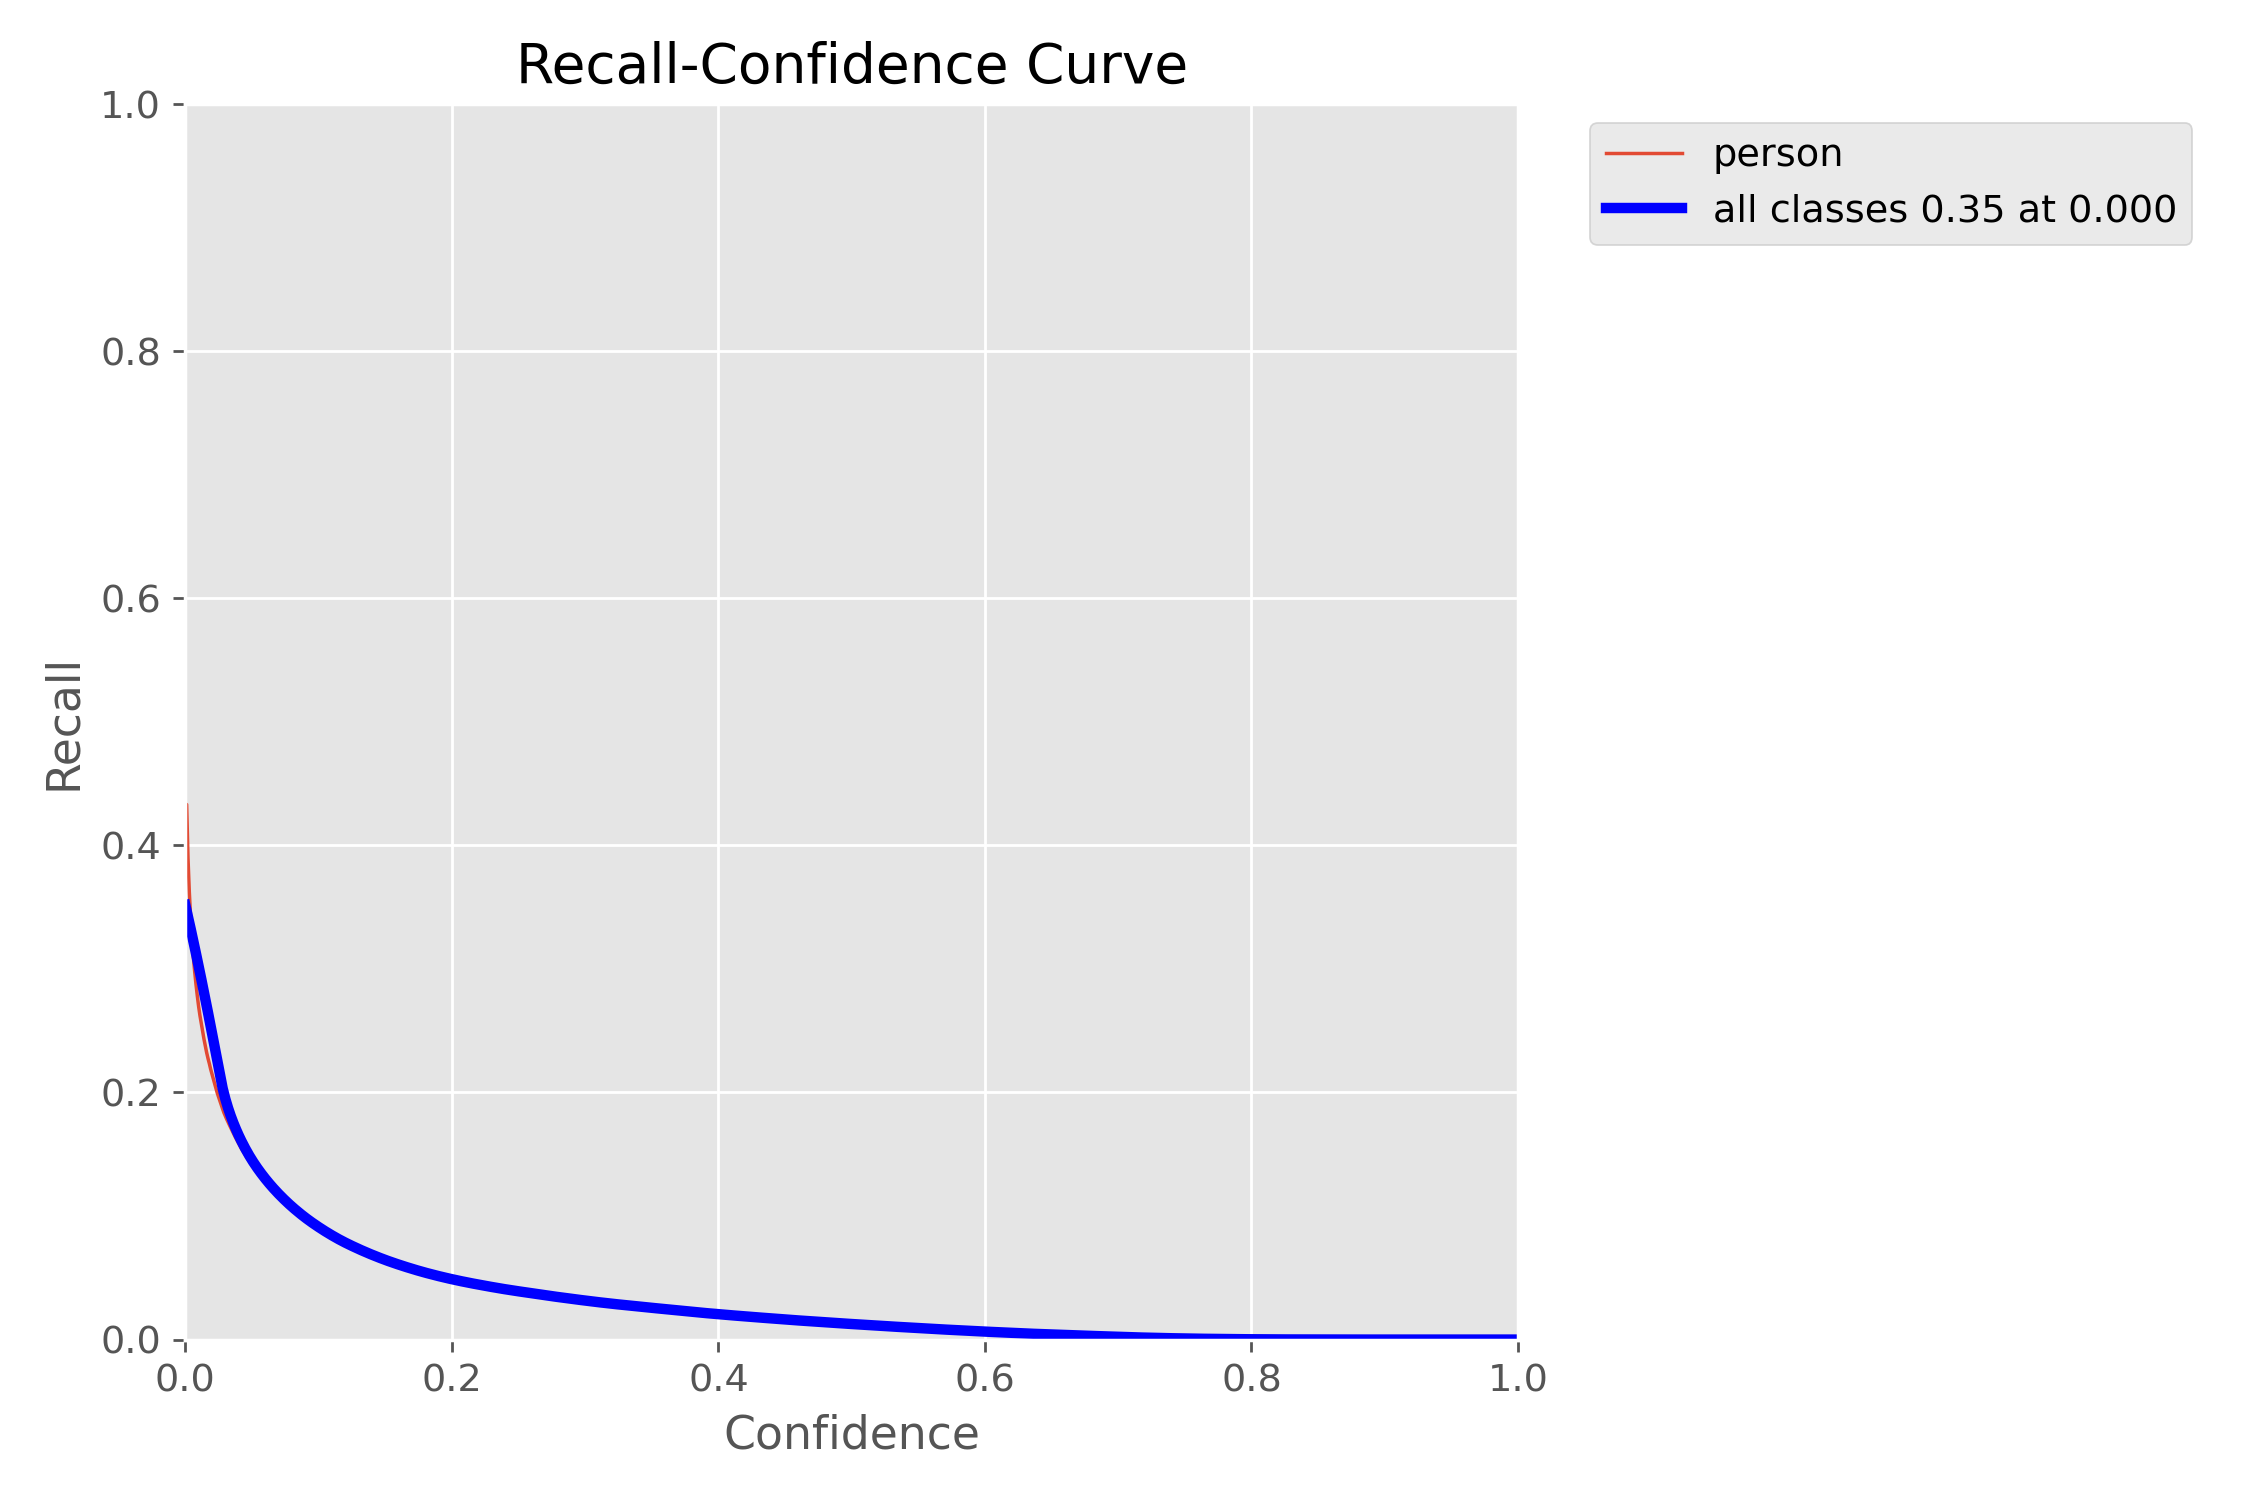 Recall-Confidence Curve
person
all classes 0.35 at 0.000
Recall
1.0
0.8
0.6
0.4
0.2
0.0
0.0 0.2 0.4 0.6 0.8 1.0
Confidence